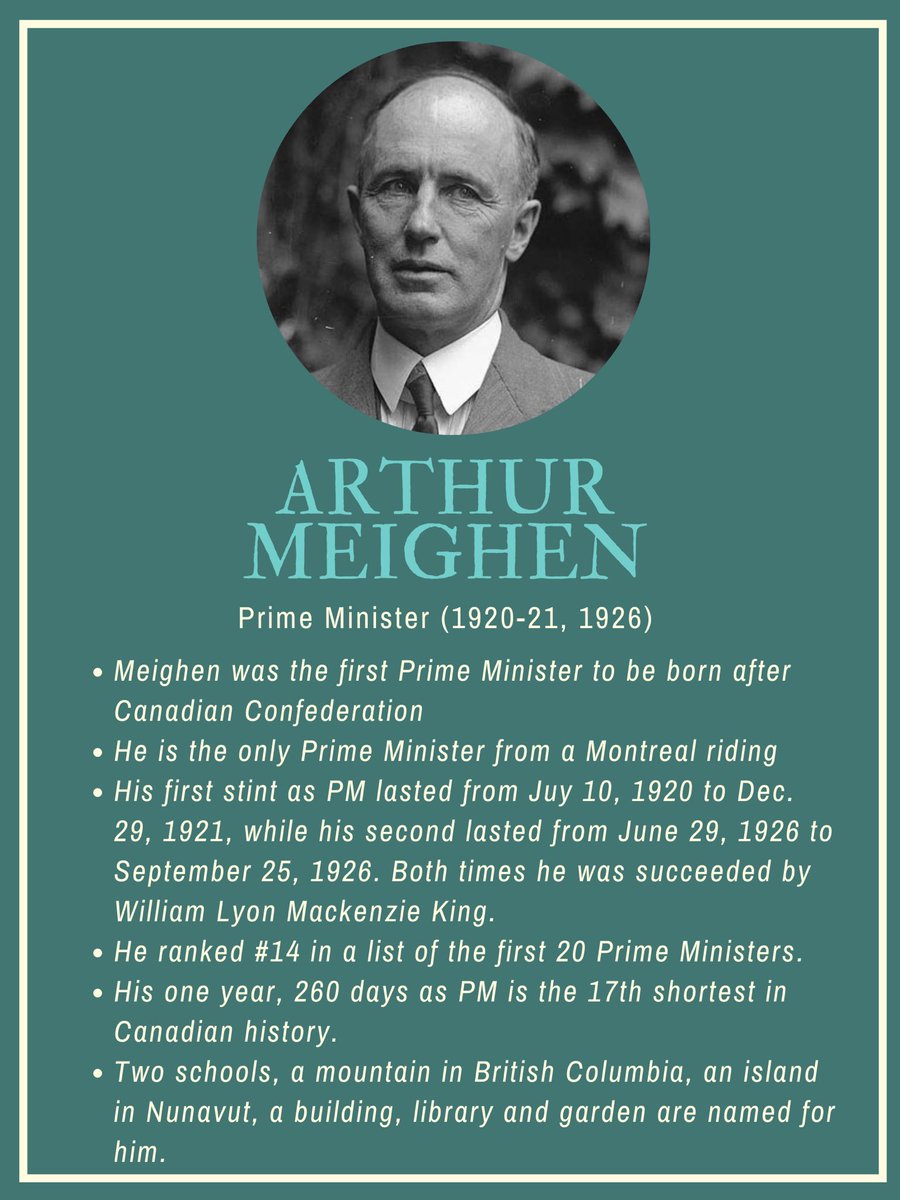 ARTHUR
MEIGHEN
Prime Minister (1920-21, 1926)
• Meighen was the first Prime Minister to be born after
Canadian Confederation
• He is the only Prime Minister from a Montreal riding
• His first stint as PM lasted from Juy 10, 1920 to Dec.
29, 1921, while his second lasted from June 29, 1926 to
September 25, 1926. Both times he was succeeded by
William Lyon Mackenzie King.
• He ranked #14 in a list of the first 20 Prime Ministers.
• His one year, 260 days as PM is the 17th shortest in
Canadian history.
• Two schools, a mountain in British Columbia, an island
in Nunavut, a building, library and garden are named for
him.